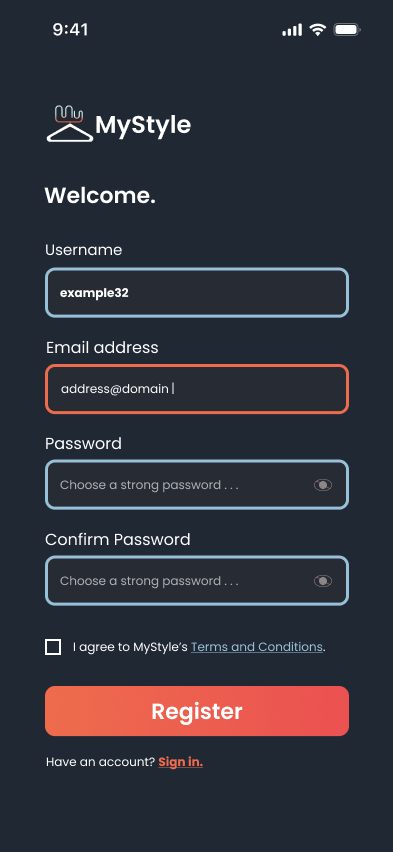 9:41
MyStyle
Welcome.
Username
example32
Email address
address@domain
Password
Choose a strong password . . .
Confirm Password
Choose a strong password . . .
I agree to MyStyle’s Terms and Conditions.
Register
Have an account? Sign in.